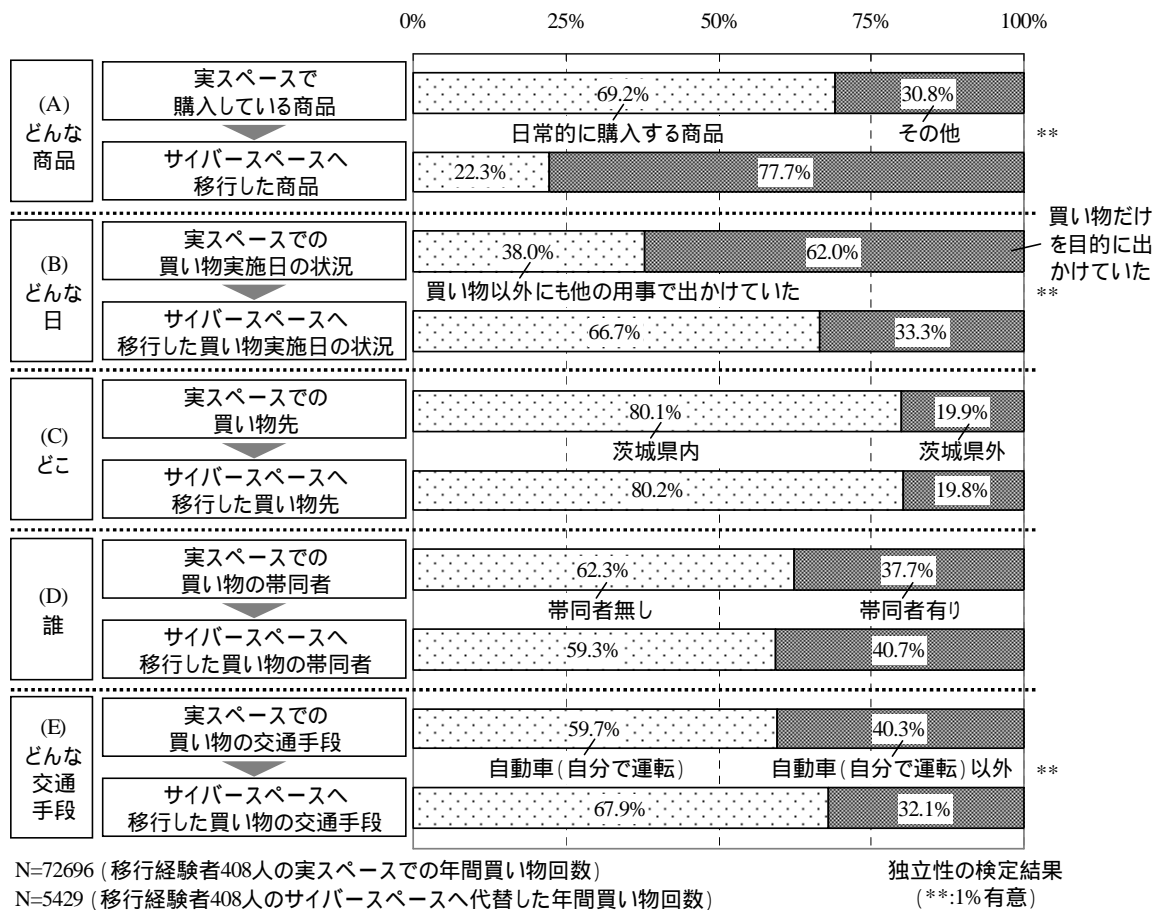 0% 25% 50% 75% 100%
(A)
どんな
商品
実スペースで
購入している商品
69.2% 30.8%
日常的に購入する商品 その他
**
サイバースペースへ
移行した商品
22.3% 77.7%
(B)
どんな
日
実スペースでの
買い物実施日の状況
38.0% 62.0%
買い物だけ
を目的に出
かけていた
買い物以外にも他の用事で出かけていた
**
サイバースペースへ
移行した買い物実施日の状況
66.7% 33.3%
(C)
どこ
実スペースでの
買い物先
80.1% 19.9%
茨城県内 茨城県外
サイバースペースへ
移行した買い物先
80.2% 19.8%
(D)
誰
実スペースでの
買い物の帯同者
62.3% 37.7%
帯同者無し 帯同者有り
サイバースペースへ
移行した買い物の帯同者
59.3% 40.7%
(E)
どんな
交通
手段
実スペースでの
買い物の交通手段
59.7% 40.3%
自動車(自分で運転) 自動車(自分で運転)以外
**
サイバースペースへ
移行した買い物の交通手段
67.9% 32.1%
N=72696(移行経験者408人の実スペースでの年間買い物回数)
N=5429(移行経験者408人のサイバースペースへ代替した年間買い物回数)
独立性の検定結果
(**:1%有意)